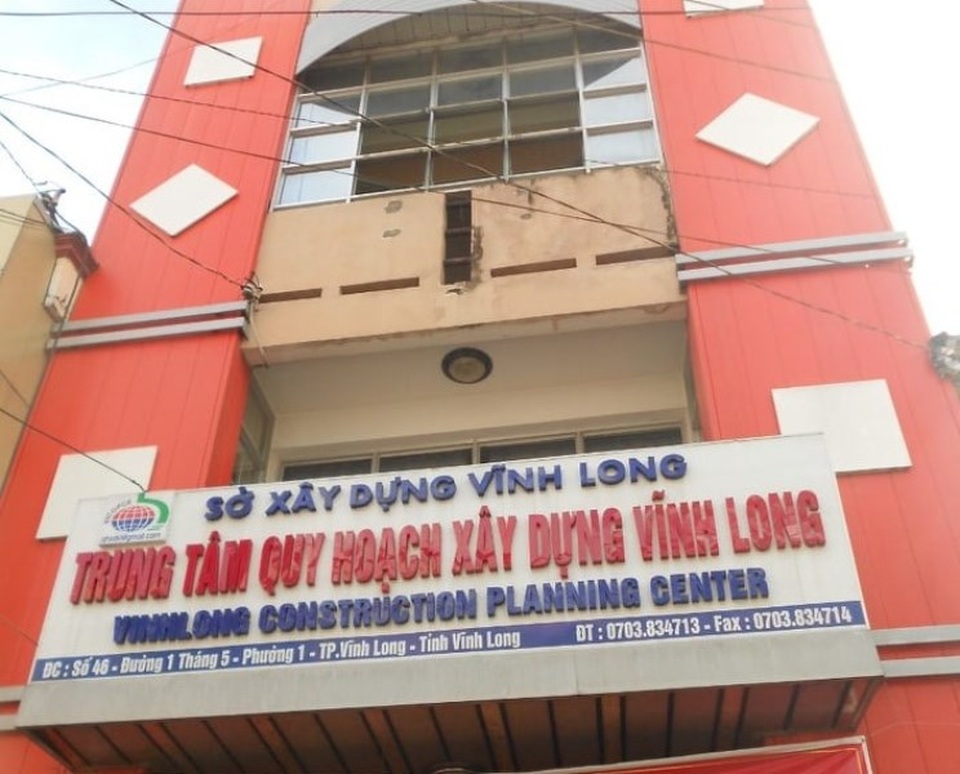 SỞ XÂY DỰNG VĨNH LONG
TRUNG TÂM QUY HOẠCH XÂY DỰNG VĨNH LONG
VINHLONG CONSTRUCTION PLANNING CENTER
ĐC : Số 46 - Đường 1 Tháng 5 - Phường 1 - TP.Vĩnh Long - Tỉnh Vĩnh Long ĐT : 0703.834713 - Fax : 0703.834714